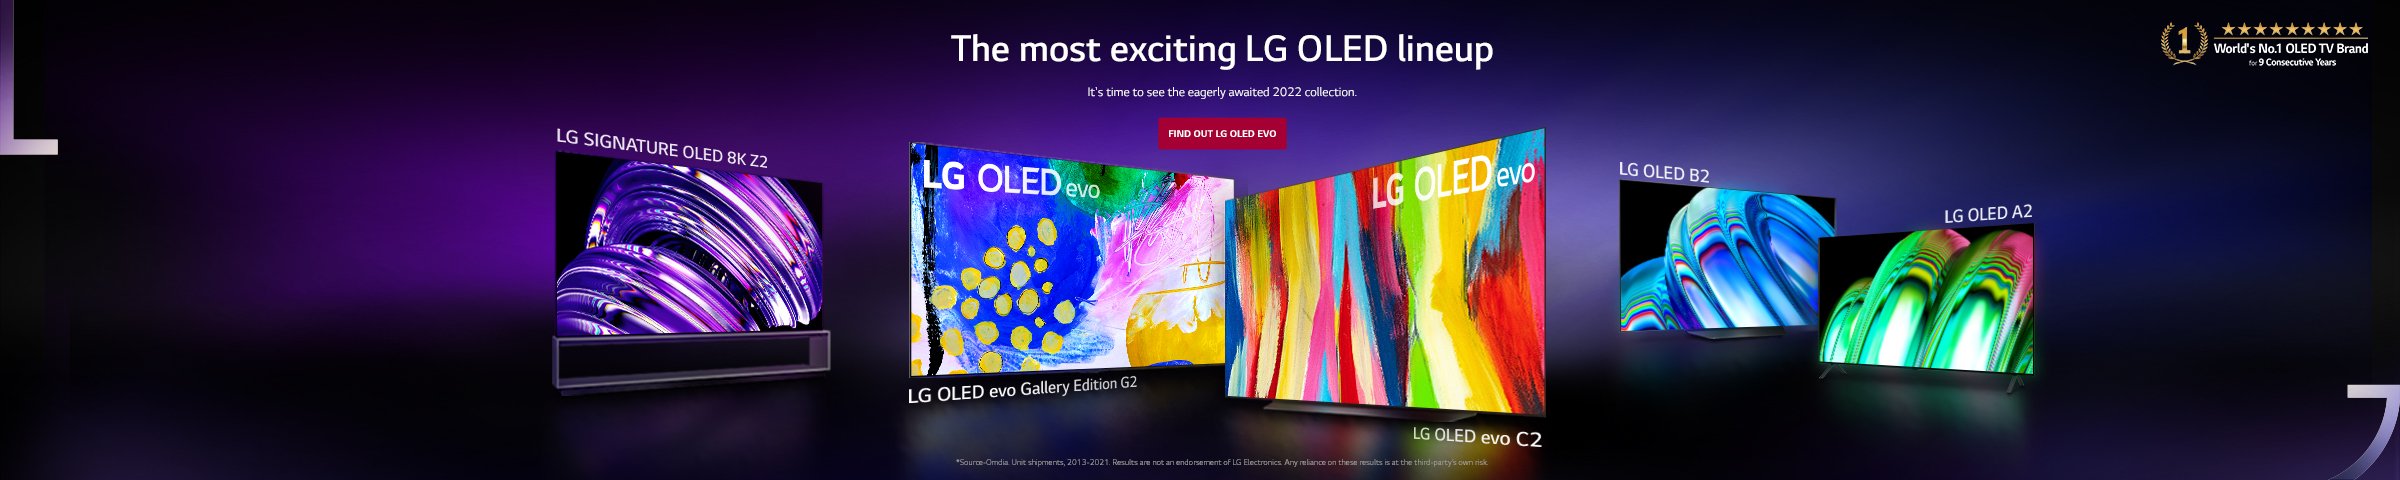 The most exciting LG OLED lineup
It's time to see the eagerly awaited 2022 collection.
FIND OUT LG OLED EVO
1
World's No.1 OLED TV Brand
for 9 Consecutive Years
LG SIGNATURE OLED 8K Z2
LG OLED evo
LG OLED evo Gallery Edition G2
LG OLED evo
LG OLED evo C2
LG OLED B2
LG OLED A2
*Source-Omdia. Unit shipments, 2013-2021. Results are not an endorsement of LG Electronics. Any reliance on these results is at the third-party's own risk.